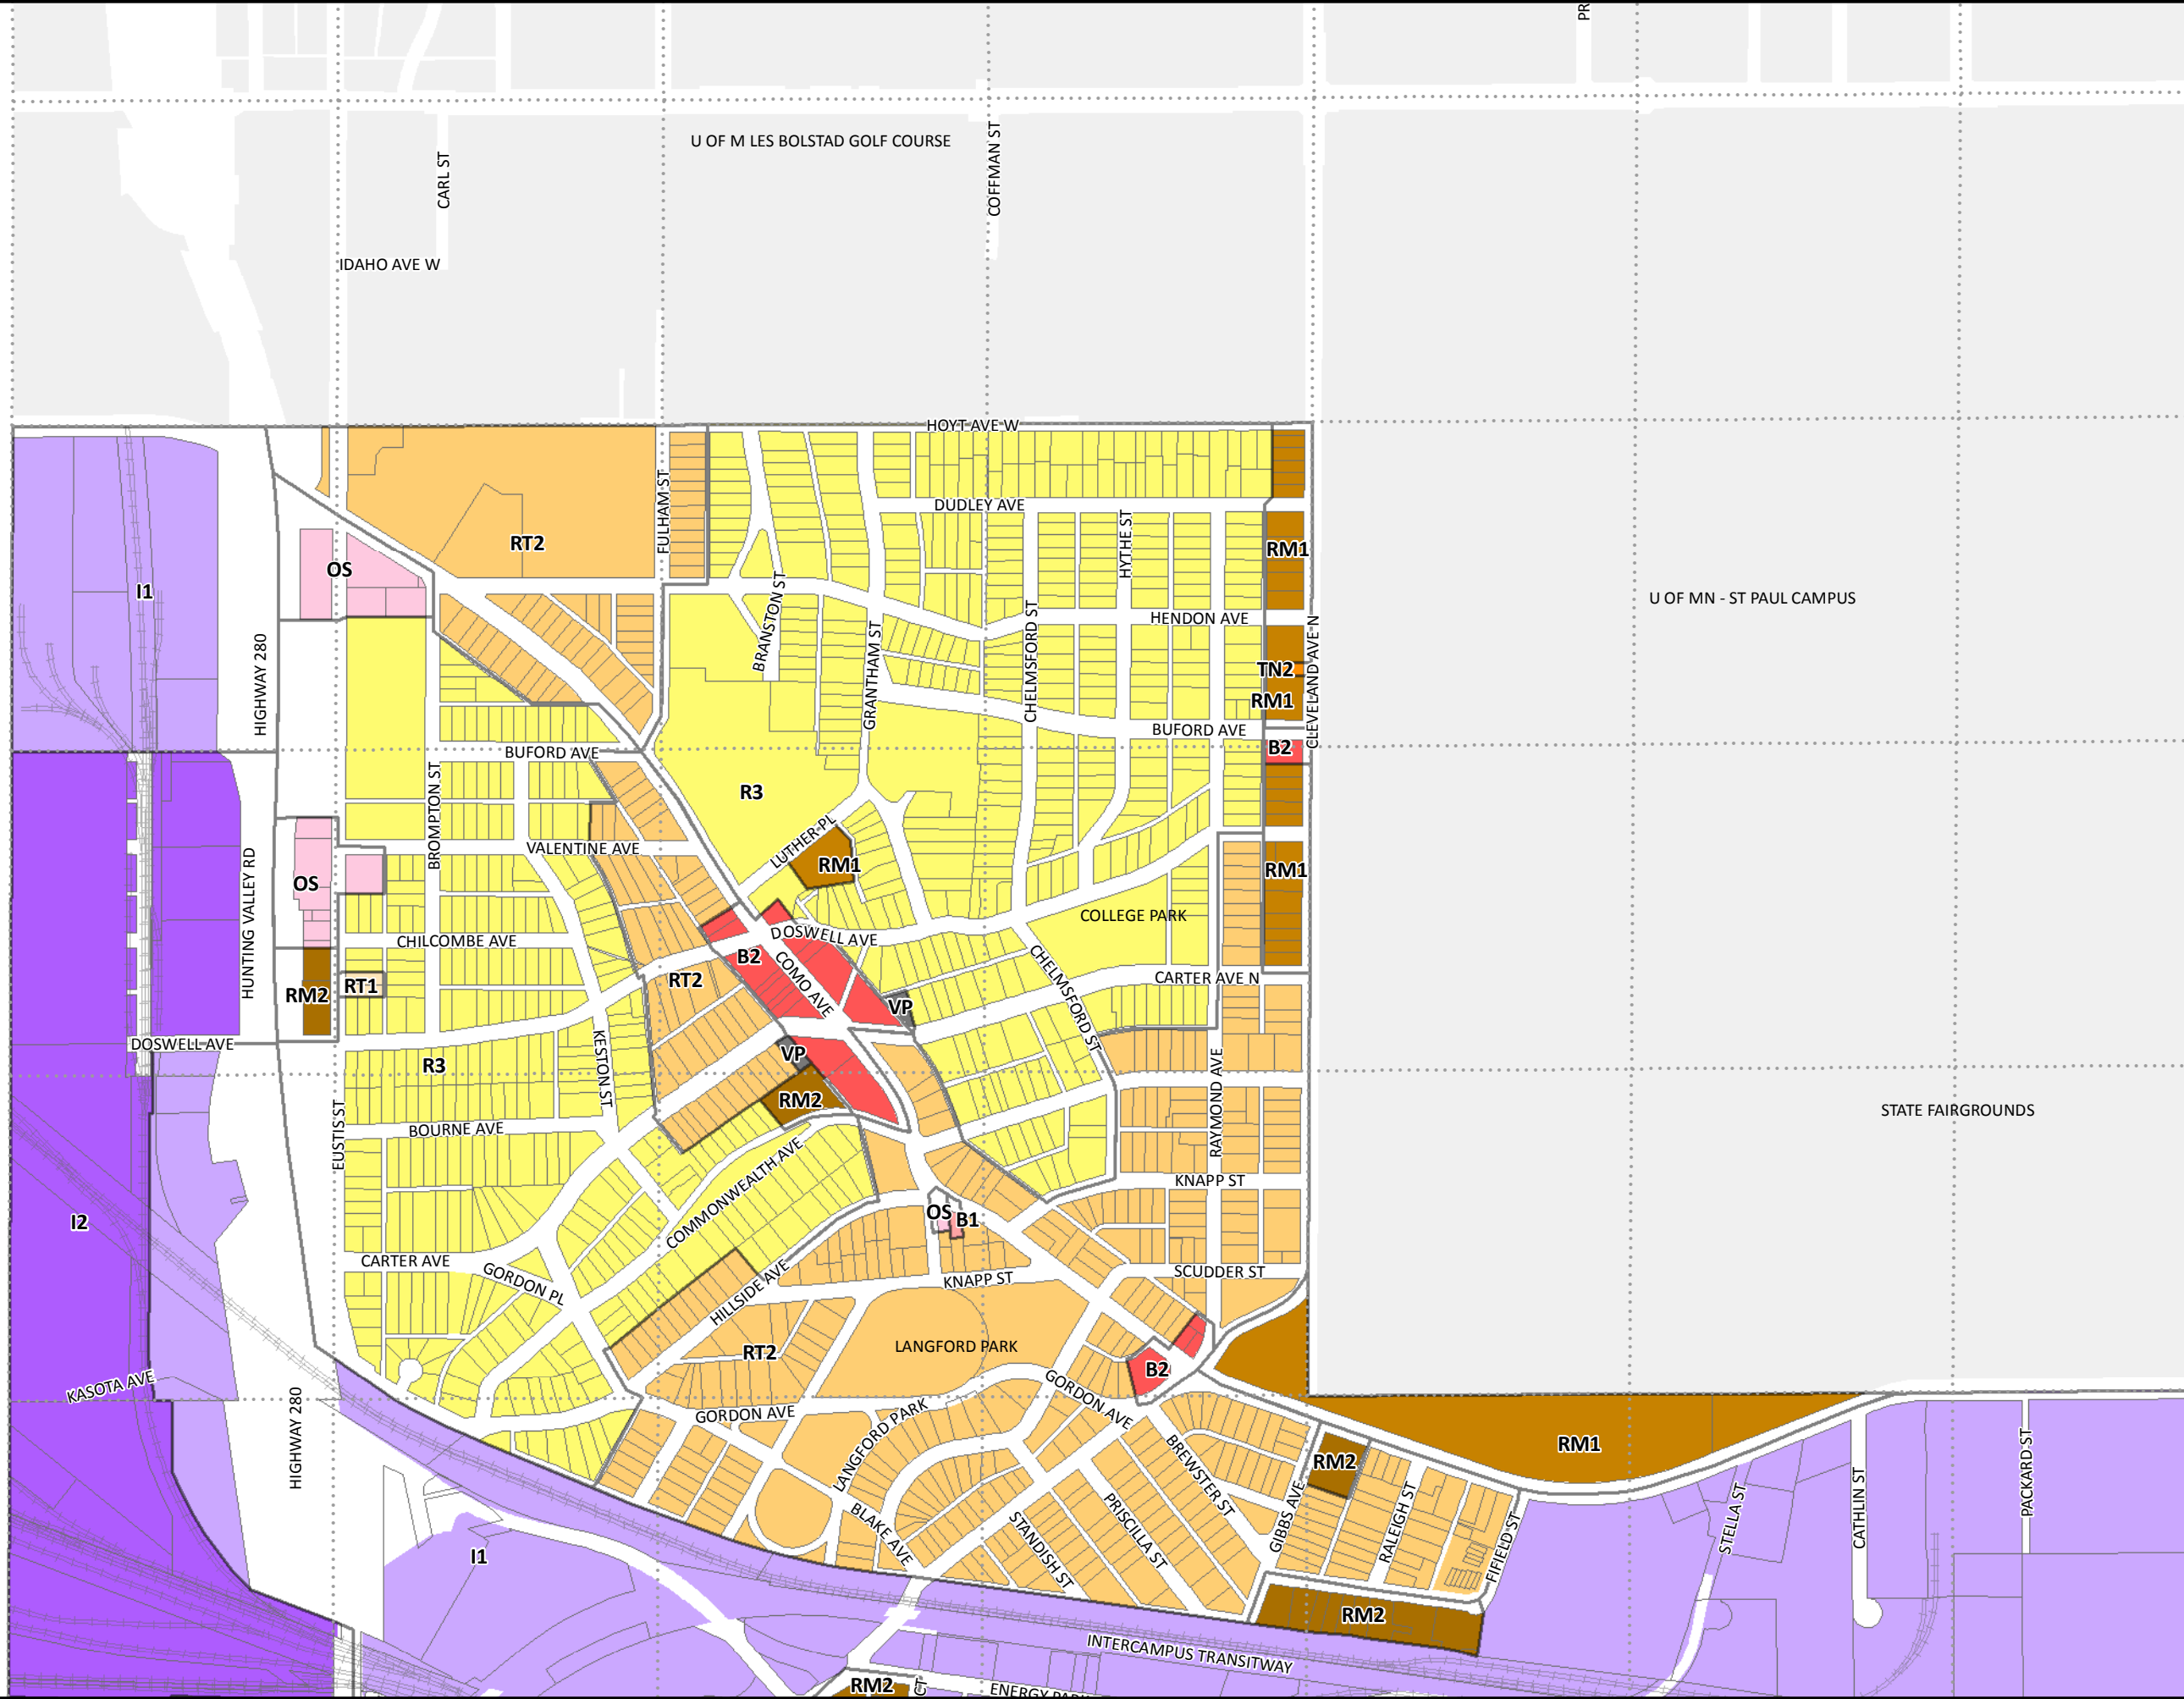 PR
U OF M LES BOLSTAD GOLF COURSE
CARL ST
COFFMAN ST
IDAHO AVE W
HOYT AVE W
FULHAM ST
DUDLEY AVE
RT2
HYTHE ST
RM1
OS
I1
U OF MN - ST PAUL CAMPUS
BRANSTON ST
HENDON AVE
HIGHWAY 280
GRANTHAM ST
CHELMSFORD ST
TN2
CLEVELAND AVE N
RM1
BUFORD AVE
BUFORD AVE
B2
R3
BROMPTON ST
LUTHER PL
VALENTINE AVE
RM1
RM1
OS
HUNTING VALLEY RD
COLLEGE PARK
CHILCOMBE AVE
DOSWELL AVE
B2
COMO AVE
CHELMSFORD ST
RT2
CARTER AVE N
RT1
RM2
VP
DOSWELL AVE
VP
R3
KESTON ST
RM2
RAYMOND AVE
STATE FAIRGROUNDS
EUSTIS ST
BOURNE AVE
COMMONWEALTH AVE
KNAPP ST
OS
B1
I2
CARTER AVE
GORDON PL
HILLSIDE AVE
KNAPP ST
SCUDDER ST
RT2
LANGFORD PARK
B2
KASOTA AVE
GORDON AVE
GORDON AVE
LANGFORD PARK
HIGHWAY 280
BREWSTER ST
RM2
RM1
PACKARD ST
CATHLIN ST
STELLA ST
GIBBS AVE
RALEIGH ST
PRISCILLA ST
STANDISH ST
BLAKE AVE
FIFIELD ST
I1
RM2
INTERCAMPUS TRANSITWAY
RM2
CT
ENERGY PARK